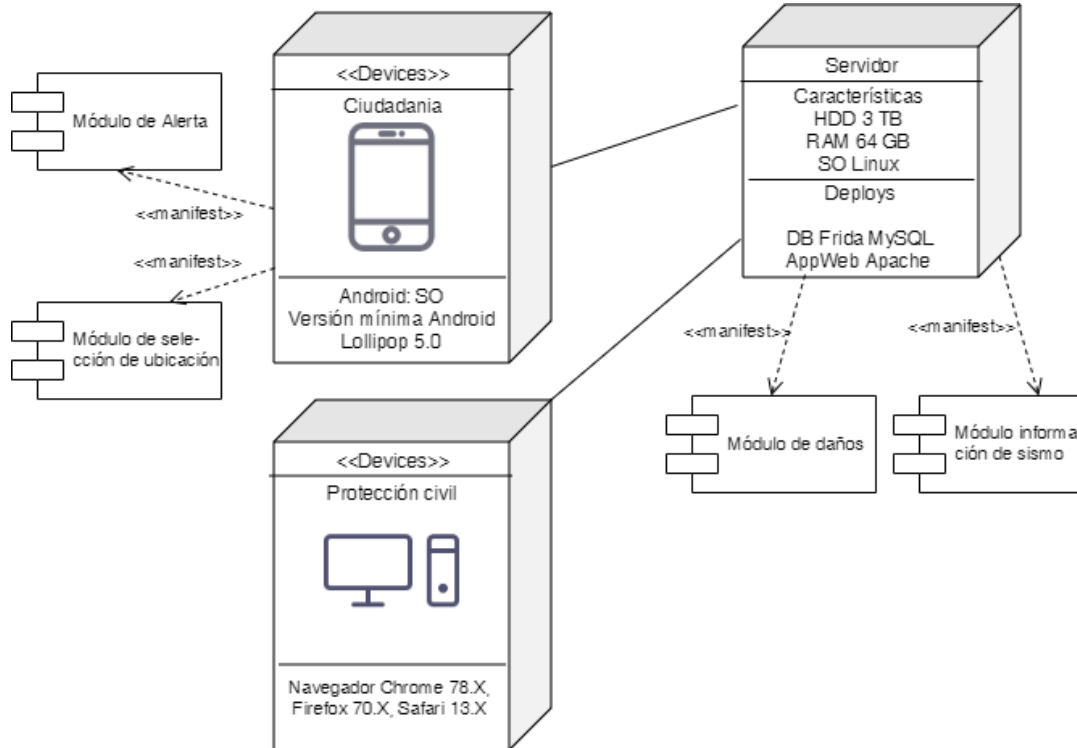 <<Devices>>
Ciudadania
Android: SO
Versión mínima Android
Lollipop 5.0
Módulo de Alerta
<<manifest>>
<<manifest>>
Módulo de sele-
cción de ubicación
Servidor
Características
HDD 3 TB
RAM 64 GB
SO Linux
Deploys
DB Frida MySQL
AppWeb Apache
<<manifest>>
<<manifest>>
Módulo de daños
Módulo informa
ción de sismo
<<Devices>>
Protección civil
Navegador Chrome 78.X,
Firefox 70.X, Safari 13.X